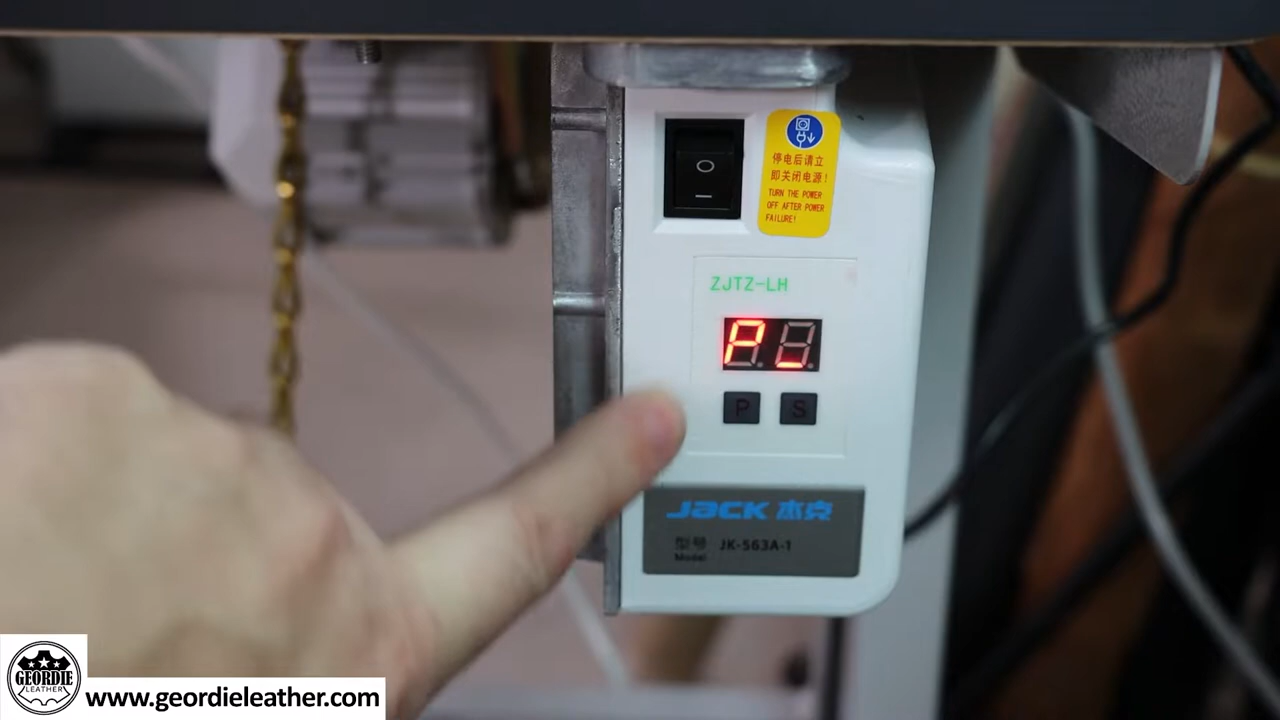 停电后请立
即关闭电源!
TURN THE POWER
OFF AFTER POWER
FAILURE!
ZJTZ-LH
P
P S
JACK 杰克
型号 JK-563A-1
Model
GEORDIE
LEATHER
www.geordieleather.com